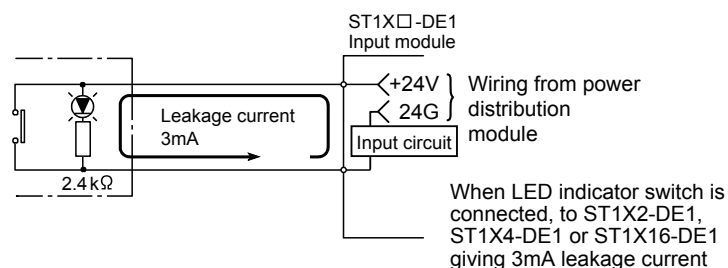 ST1X□-DE1
Input module
+24V
24G
Wiring from power
distribution
module
Leakage current
3mA
Input circuit
2.4kΩ
When LED indicator switch is
connected, to ST1X2-DE1,
ST1X4-DE1 or ST1X16-DE1
giving 3mA leakage current